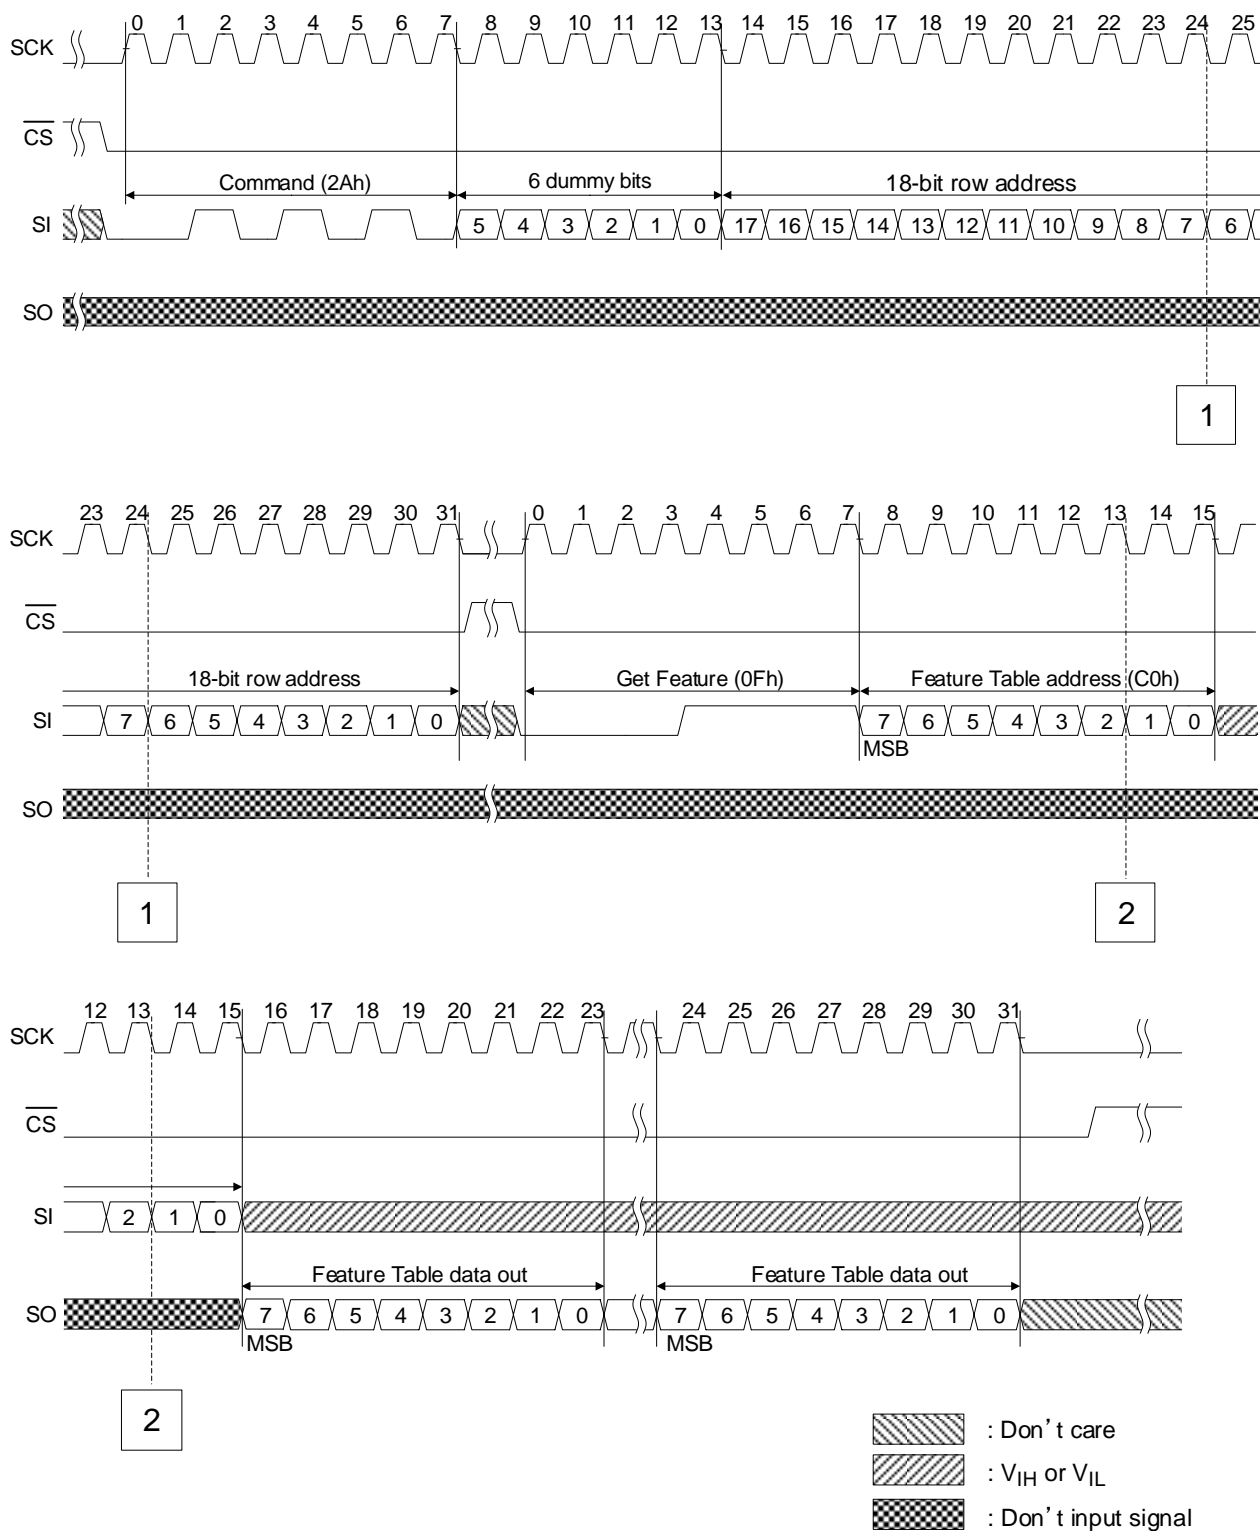 0 1 2 3 4 5 6 7 8 9 10 11 12 13 14 15 16 17 18 19 20 21 22 23 24 25
SCK
CS
Command (2Ah) 6 dummy bits 18-bit row address
SI 5 4 3 2 1 0 17 16 15 14 13 12 11 10 9 8 7 6
SO
1
23 24 25 26 27 28 29 30 31 0 1 2 3 4 5 6 7 8 9 10 11 12 13 14 15
SCK
CS
18-bit row address Get Feature (0Fh) Feature Table address (C0h)
SI 7 6 5 4 3 2 1 0 7 6 5 4 3 2 1 0
MSB
SO
1 2
12 13 14 15 16 17 18 19 20 21 22 23 24 25 26 27 28 29 30 31
SCK
CS
SI 2 1 0
Feature Table data out Feature Table data out
SO 7 6 5 4 3 2 1 0 7 6 5 4 3 2 1 0
MSB MSB
2
: Don't care
: VIH or VIL
: Don't input signal